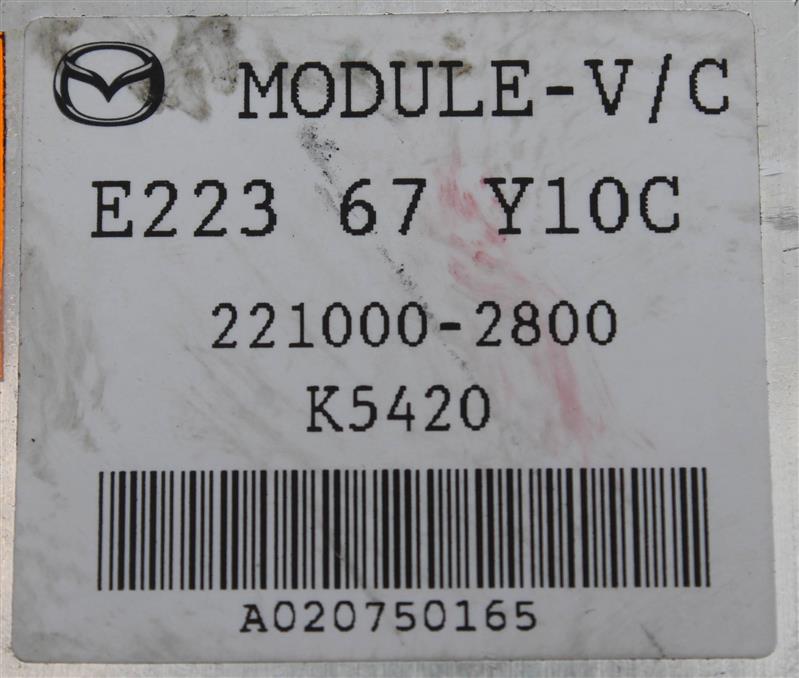 MODULE-V/C
E223 67 Y10C
221000-2800
K5420
A020750165